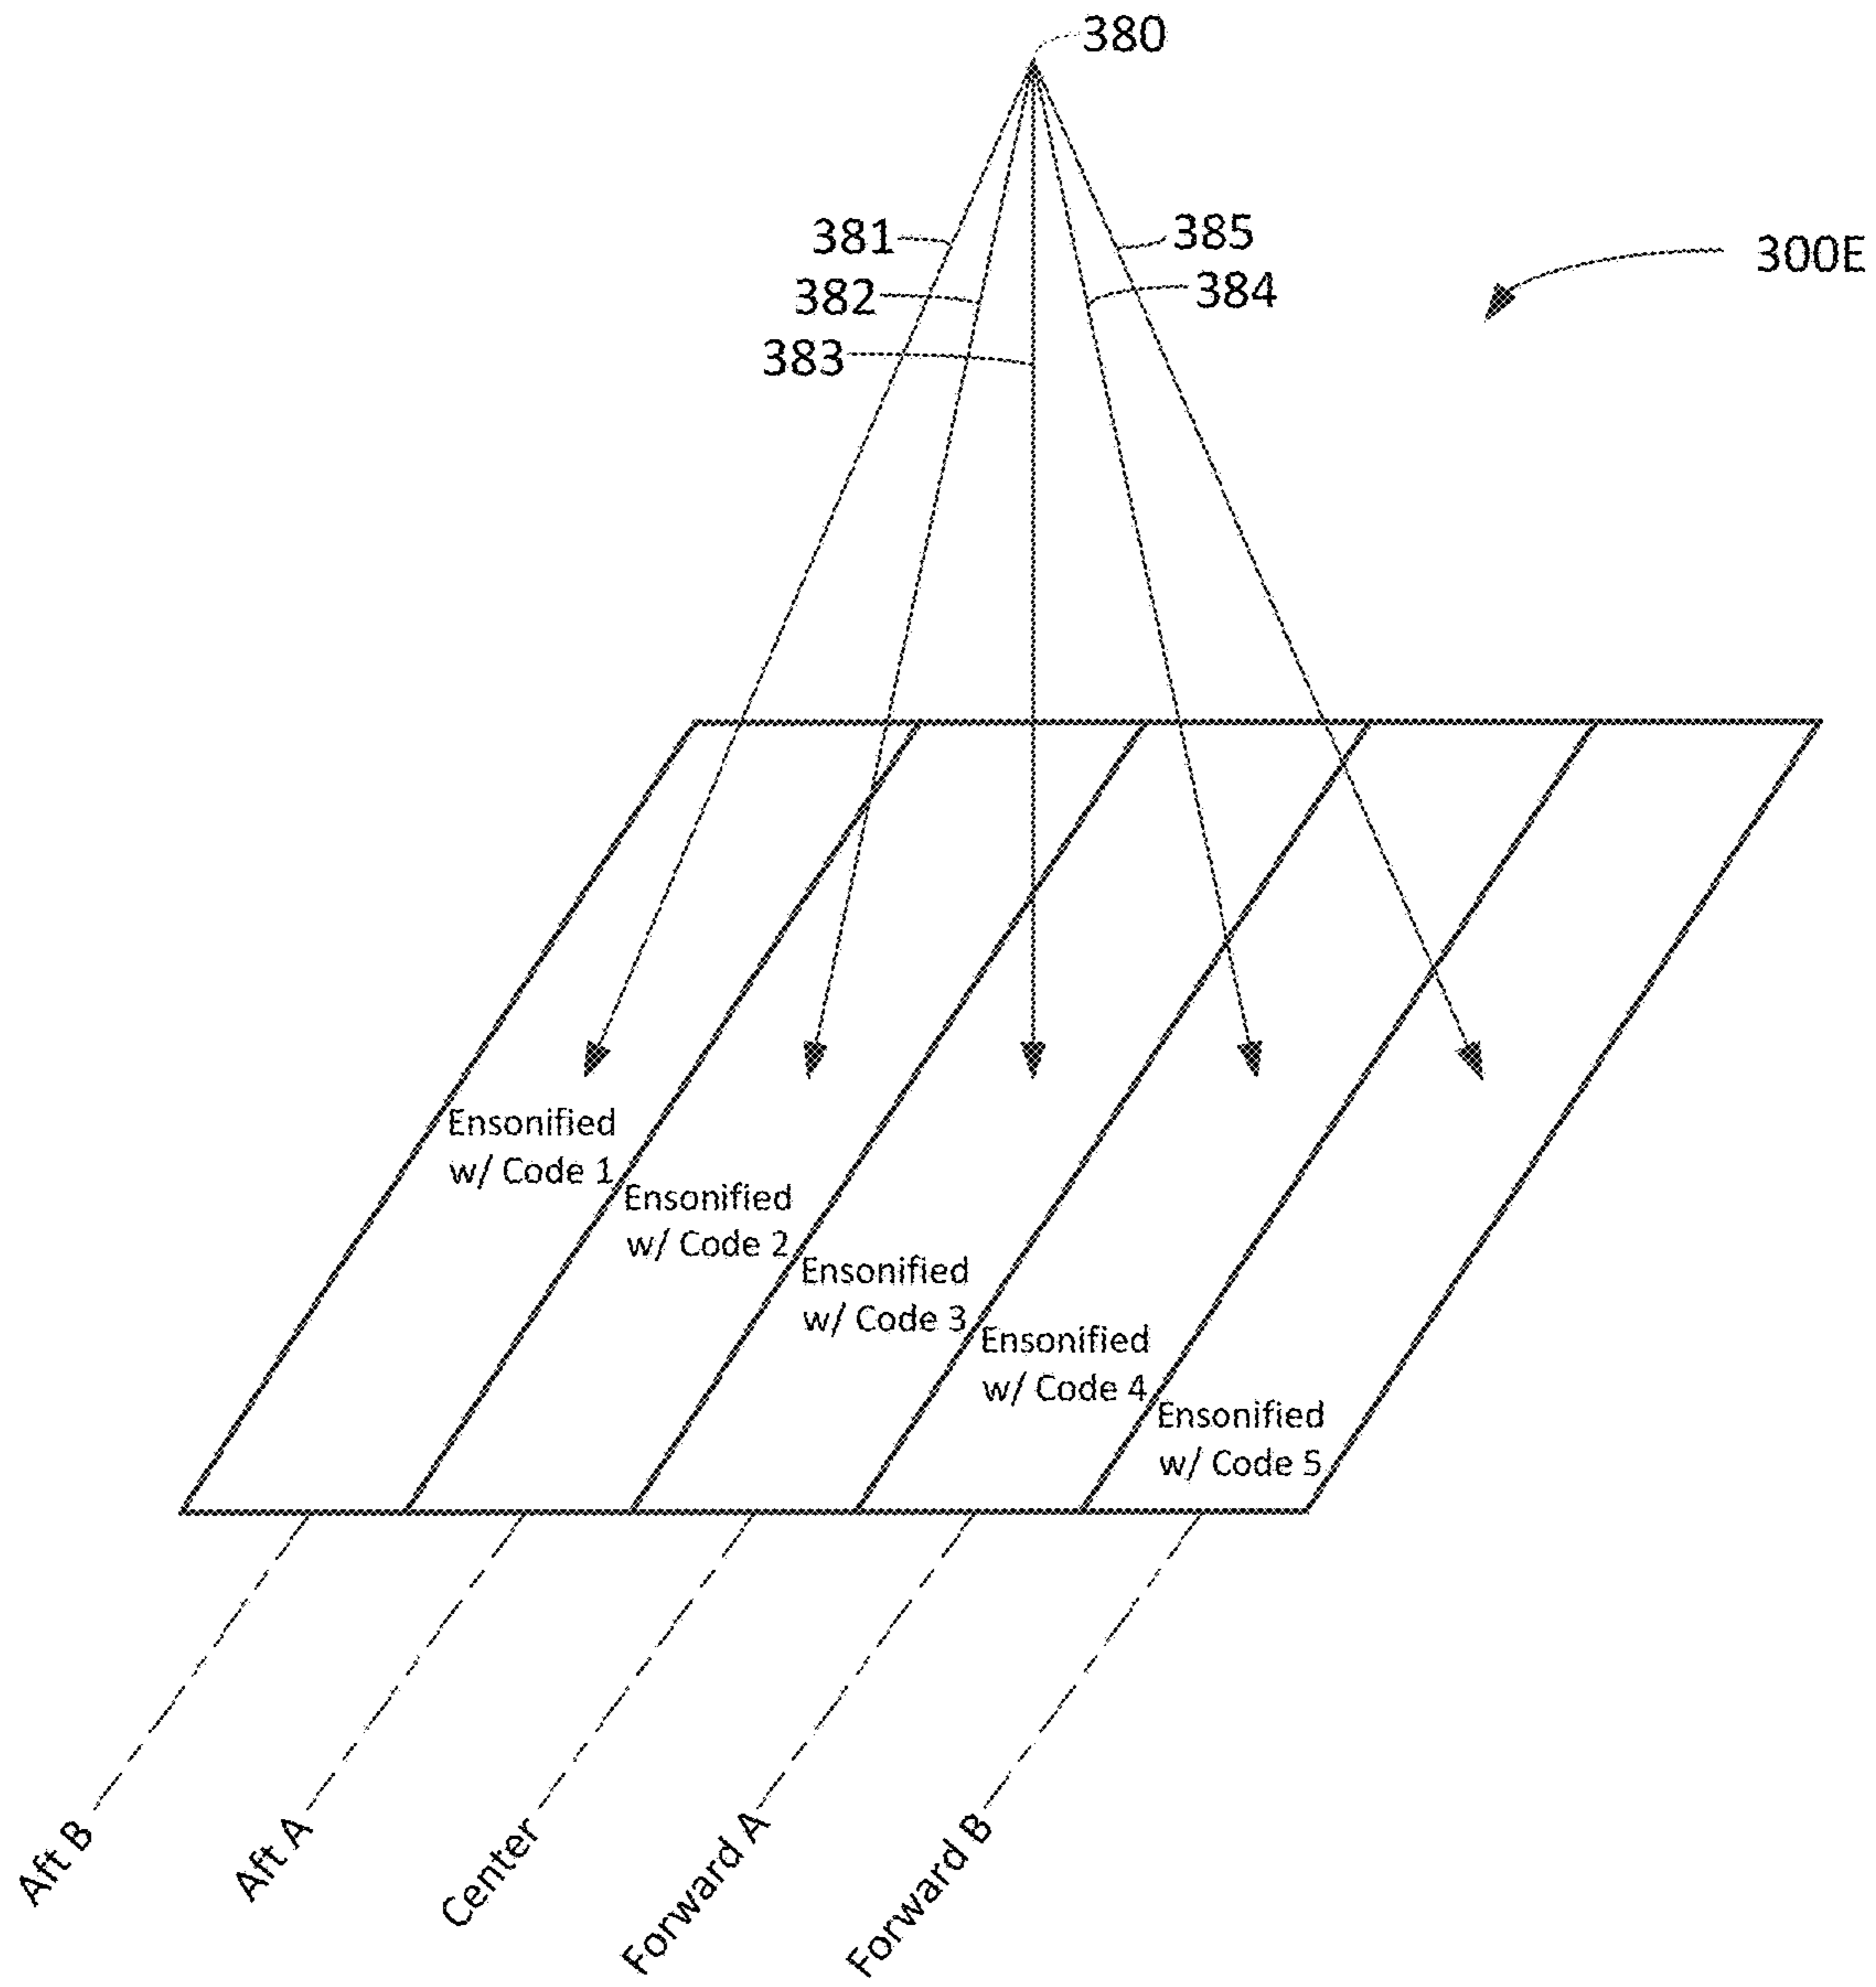 380
381
385
300E
382
384
383
Ensonified
w/ Code 1
Ensonified
w/ Code 2
Ensonified
w/ Code 3
Ensonified
w/ Code 4
Ensonified
w/ Code 5
Aft B
Aft A
Center
Forward A
Forward B